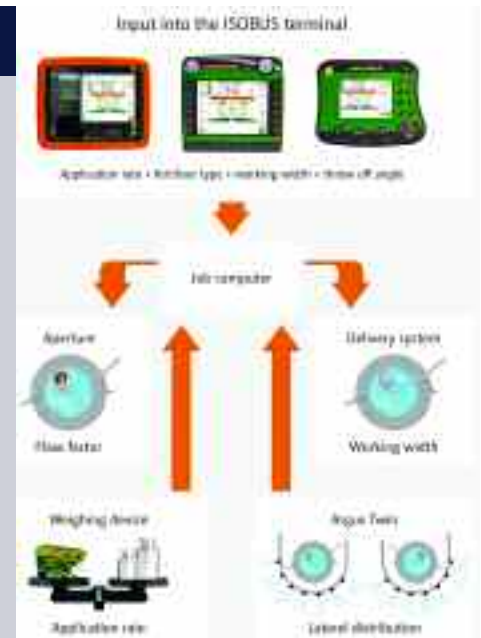 Input into the ISOBUS terminal
Application rate + fertiliser type + working width + throw off angle
Job computer
Aperture
Delivery system
Flow factor
Working width
Weighing device
Argus Twin
Application rate
Lateral distribution